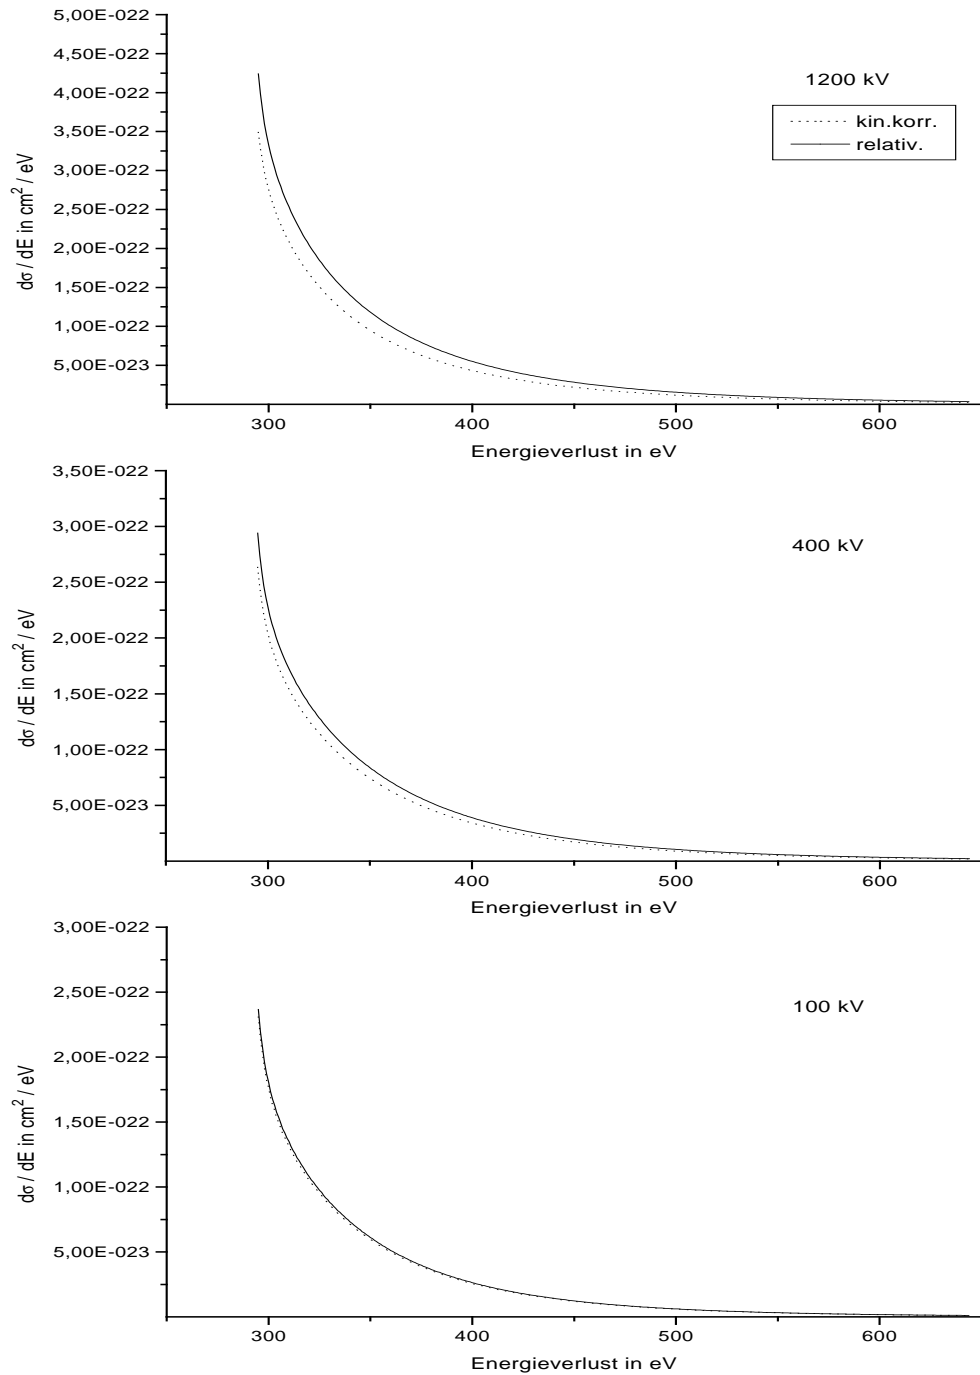 5,00E-022
4,50E-022
4,00E-022
3,50E-022
3,00E-022
2,50E-022
2,00E-022
1,50E-022
1,00E-022
5,00E-023
dσ / dE in cm² / eV
1200 kV
kin.korr.
relativ.
300 400 500 600
Energieverlust in eV
3,50E-022
3,00E-022
2,50E-022
2,00E-022
1,50E-022
1,00E-022
5,00E-023
dσ / dE in cm² / eV
400 kV
300 400 500 600
Energieverlust in eV
3,00E-022
2,50E-022
2,00E-022
1,50E-022
1,00E-022
5,00E-023
dσ / dE in cm² / eV
100 kV
300 400 500 600
Energieverlust in eV